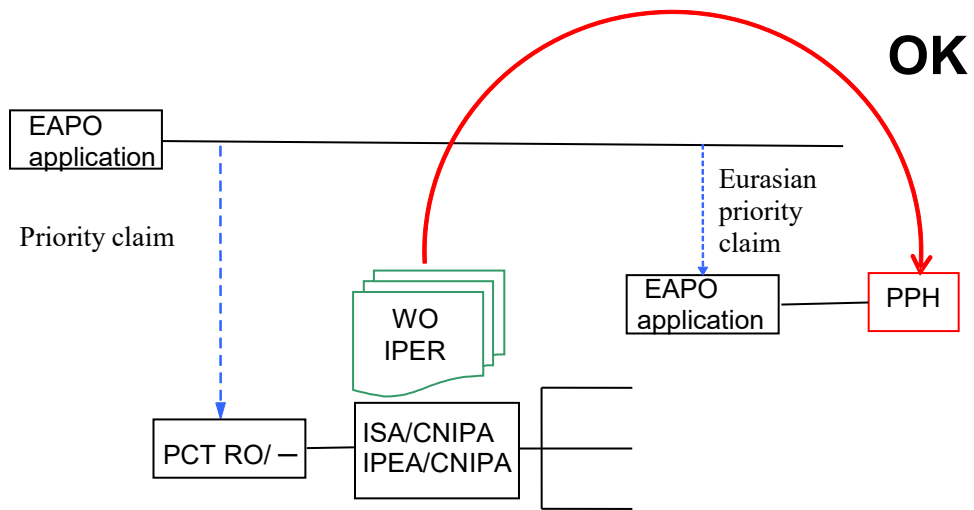 OK
EAPO
application
Priority claim
Eurasian
priority
claim
WO
IPER
EAPO
application
PPH
PCT RO/ –
ISA/CNIPA
IPEA/CNIPA